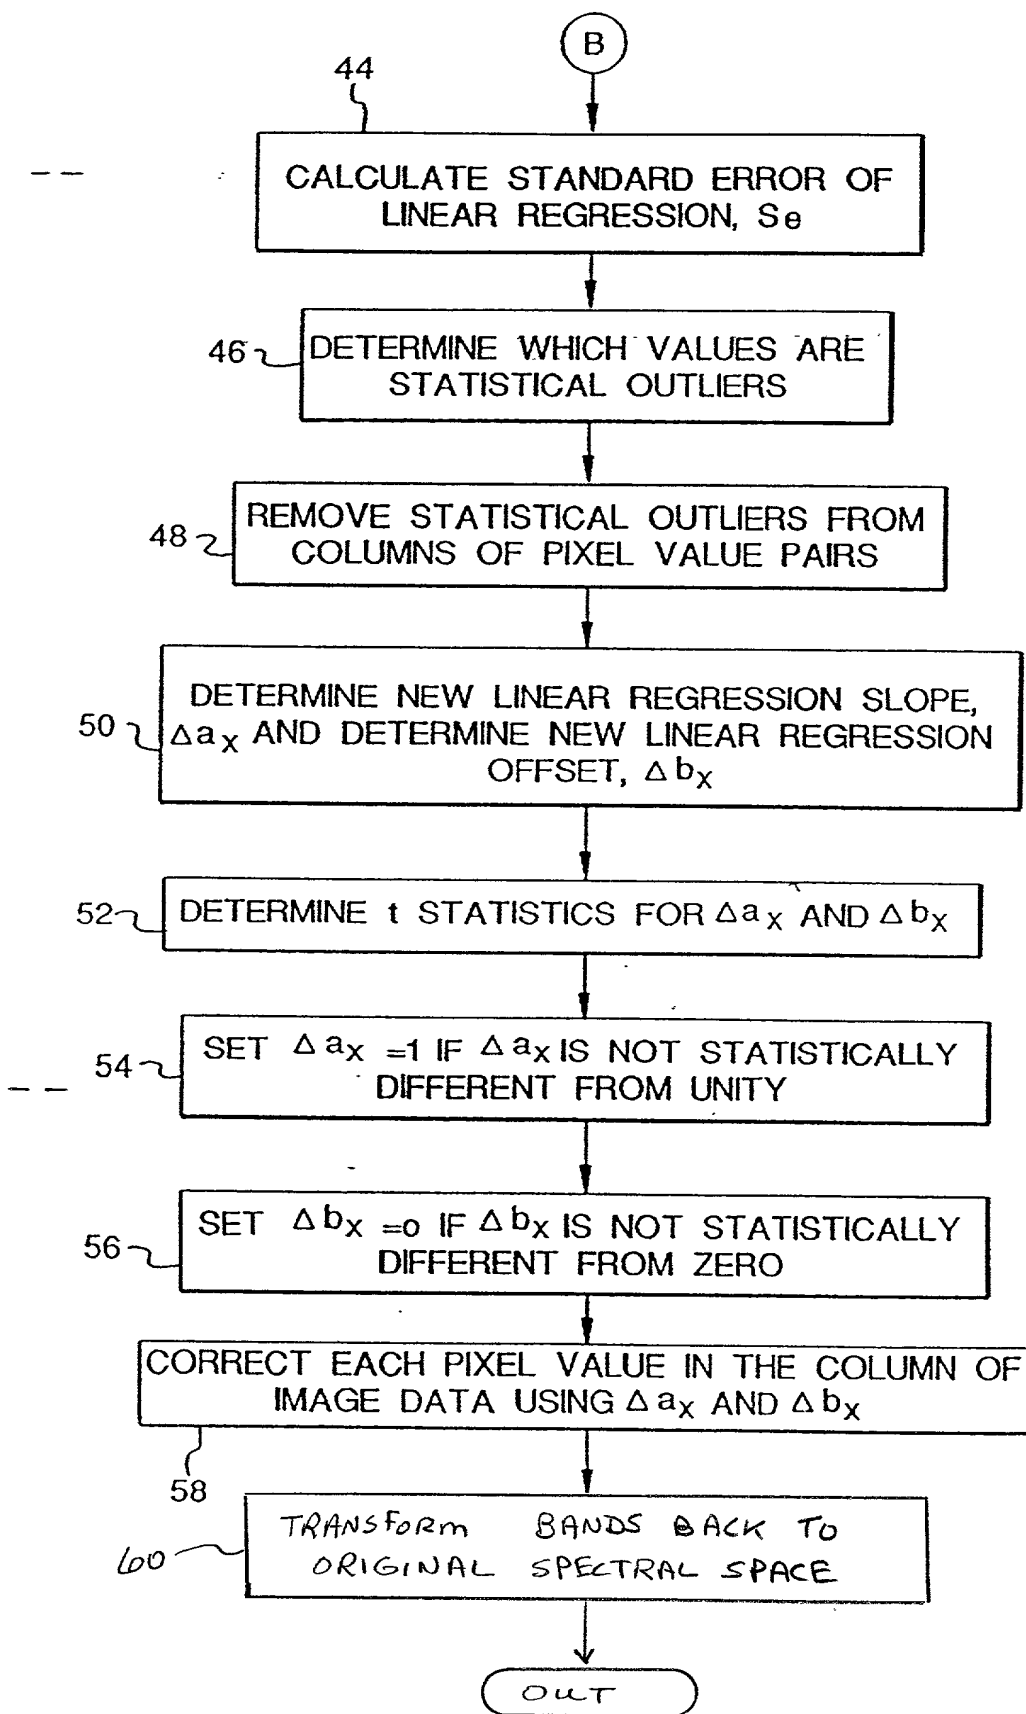 B
44
CALCULATE STANDARD ERROR OF
LINEAR REGRESSION, Se
46
DETERMINE WHICH VALUES ARE
STATISTICAL OUTLIERS
48
REMOVE STATISTICAL OUTLIERS FROM
COLUMNS OF PIXEL VALUE PAIRS
50
DETERMINE NEW LINEAR REGRESSION SLOPE,
Δax AND DETERMINE NEW LINEAR REGRESSION
OFFSET, Δbx
52
DETERMINE t STATISTICS FOR Δax AND Δbx
54
SET Δax =1 IF Δax IS NOT STATISTICALLY
DIFFERENT FROM UNITY
56
SET Δbx =o IF Δbx IS NOT STATISTICALLY
DIFFERENT FROM ZERO
CORRECT EACH PIXEL VALUE IN THE COLUMN OF
IMAGE DATA USING Δax AND Δbx
58
60
TRANSForm BANDS BACK TO
ORIGINAL SPECTRAL SPACE
OUT